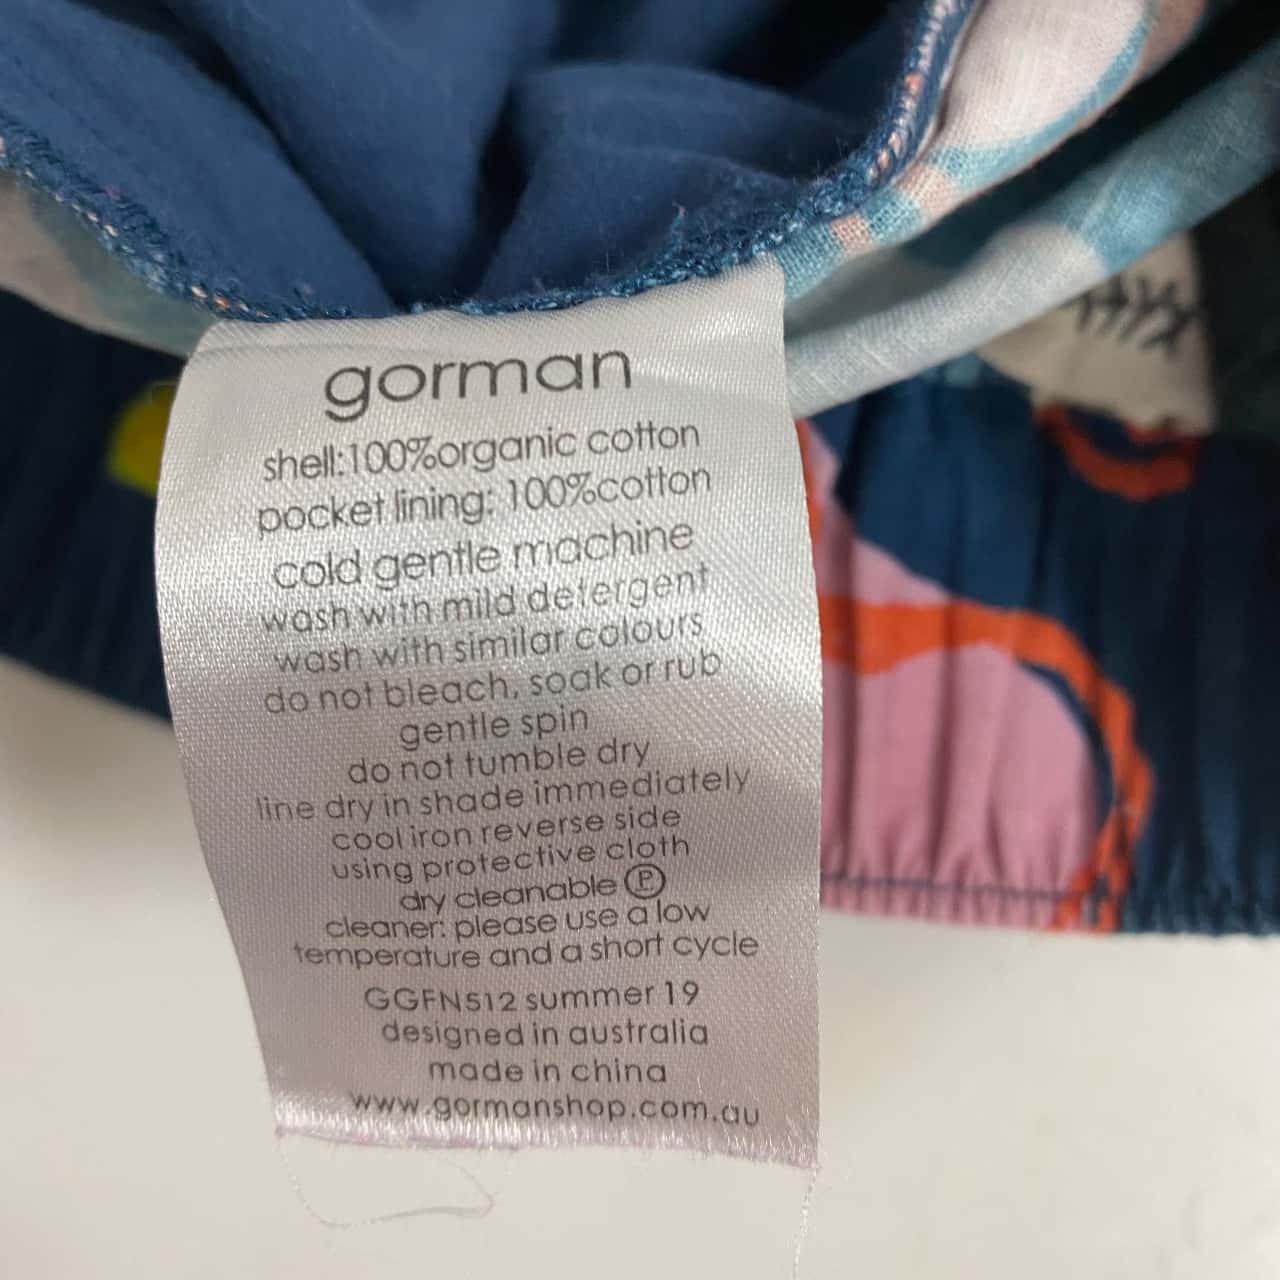 gorman
shell:100%organic cotton
pocket lining: 100%cotton
cold gentle machine
wash with mild detergent
wash with similar colours
do not bleach, soak or rub
gentle spin
do not tumble dry
line dry in shade immediately
cool iron reverse side
using protective cloth
dry cleanable Ⓟ
cleaner: please use a low
temperature and a short cycle
GGFN512 summer 19
designed in australia
made in china
www.gormanshop.com.au